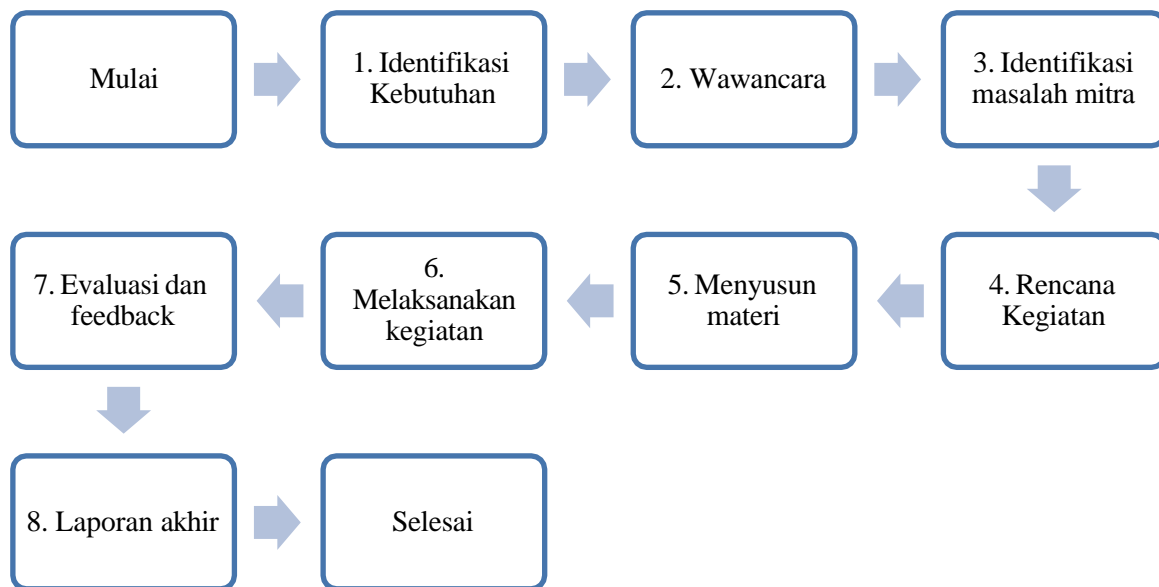 Mulai
1. Identifikasi
Kebutuhan
2. Wawancara
3. Identifikasi
masalah mitra
4. Rencana
Kegiatan
5. Menyusun
materi
6.
Melaksanakan
kegiatan
7. Evaluasi dan
feedback
8. Laporan akhir
Selesai